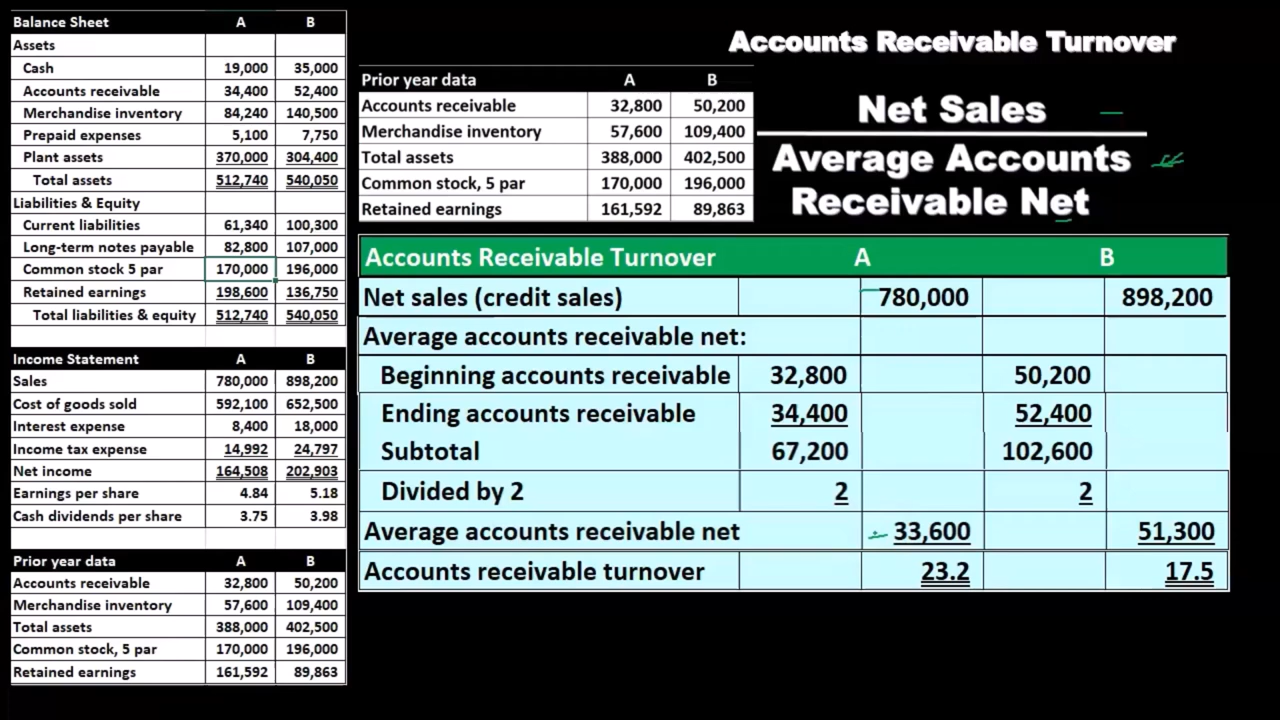 Balance Sheet A B
Assets
Cash 19,000 35,000
Accounts receivable 34,400 52,400
Merchandise inventory 84,240 140,500
Prepaid expenses 5,100 7,750
Plant assets 370,000 304,400
Total assets 512,740 540,050
Liabilities & Equity
Current liabilities 61,340 100,300
Long-term notes payable 82,800 107,000
Common stock 5 par 170,000 196,000
Retained earnings 198,600 136,750
Total liabilities & equity 512,740 540,050
Income Statement A B
Sales 780,000 898,200
Cost of goods sold 592,100 652,500
Interest expense 8,400 18,000
Income tax expense 14,992 24,797
Net income 164,508 202,903
Earnings per share 4.84 5.18
Cash dividends per share 3.75 3.98
Prior year data A B
Accounts receivable 32,800 50,200
Merchandise inventory 57,600 109,400
Total assets 388,000 402,500
Common stock, 5 par 170,000 196,000
Retained earnings 161,592 89,863
Prior year data A B
Accounts receivable 32,800 50,200
Merchandise inventory 57,600 109,400
Total assets 388,000 402,500
Common stock, 5 par 170,000 196,000
Retained earnings 161,592 89,863
Accounts Receivable Turnover
Net Sales
Average Accounts
Receivable Net
Accounts Receivable Turnover A B
Net sales (credit sales) 780,000 898,200
Average accounts receivable net:
Beginning accounts receivable 32,800 50,200
Ending accounts receivable 34,400 52,400
Subtotal 67,200 102,600
Divided by 2 2 2
Average accounts receivable net 33,600 51,300
Accounts receivable turnover 23.2 17.5